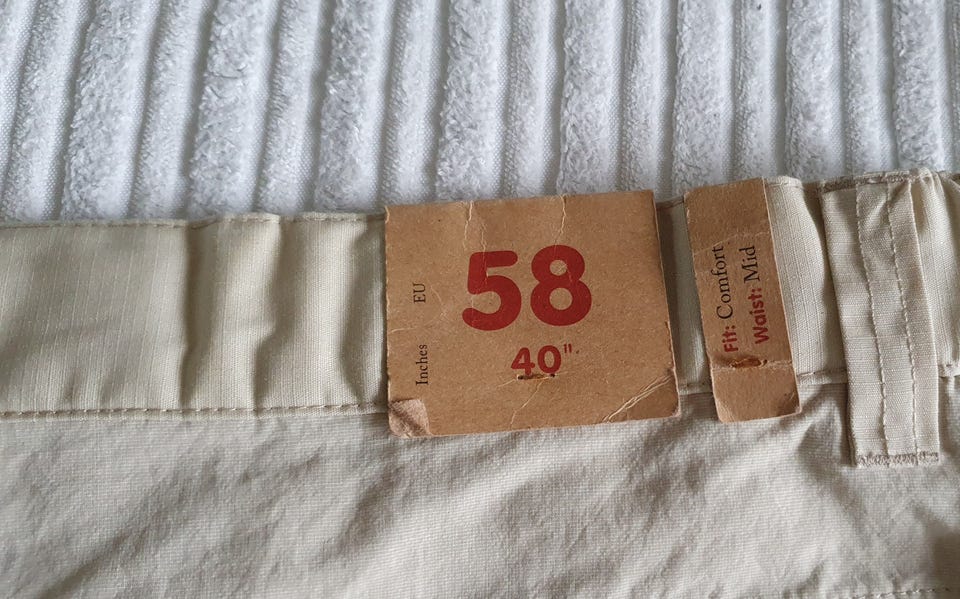 EU 58
Inches 40"
Fit: Comfort
Waist: Mid